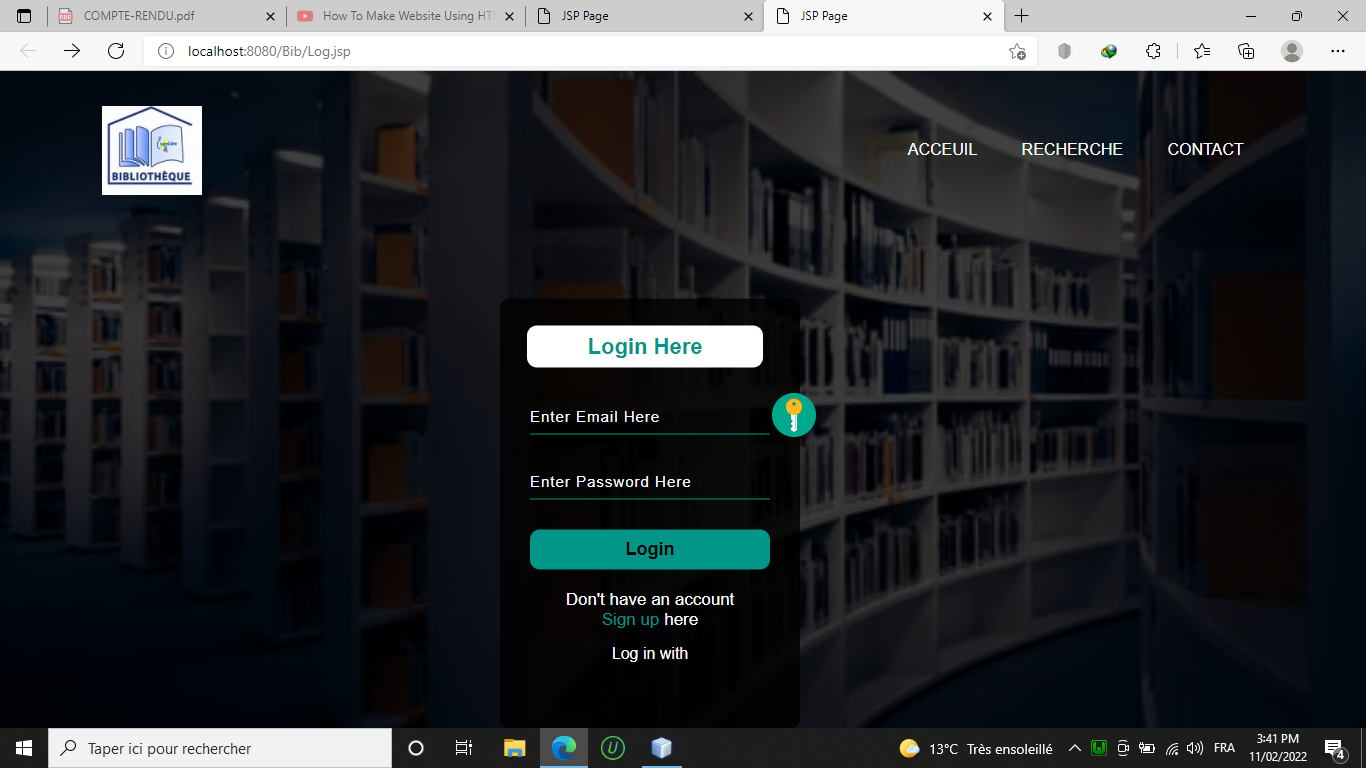 COMPTE-RENDU.pdf
How To Make Website Using HT
JSP Page
JSP Page
localhost:8080/Bib/Log.jsp
BIBLIOTHÈQUE
ACCEUIL
RECHERCHE
CONTACT
Login Here
Enter Email Here
Enter Password Here
Login
Don't have an account
Sign up here
Log in with
Taper ici pour rechercher
13°C Très ensoleillé
FRA
3:41 PM
11/02/2022
4